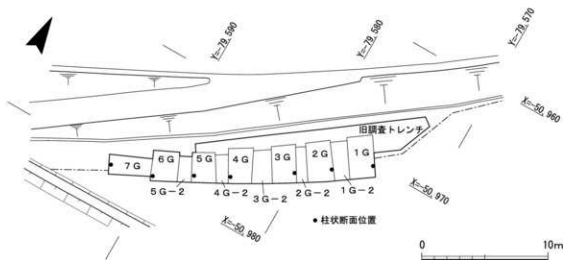 Y=-79,590
Y=-79,580
Y=-79,570
X=-50,960
旧調査トレンチ
7G 6G 5G 4G 3G 2G 1G
X=-50,970
5G-2 4G-2 3G-2 2G-2 1G-2
X=-50,980
●柱状断面位置
0 10m